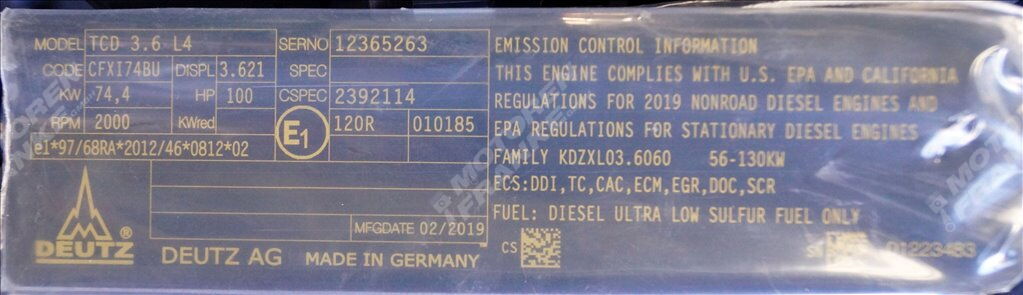 MODEL TCD 3.6 L4 SERNO 12365263
CODE CFXI74BU DISPL 3.621 SPEC
KW 74,4 HP 100 CSPEC 2392114
RPM 2000 KWred E1 120R 010185
e1*97/68RA*2012/46*0812*02
MFGDATE 02/2019
DEUTZ ®
DEUTZ AG MADE IN GERMANY
EMISSION CONTROL INFORMATION
THIS ENGINE COMPLIES WITH U.S. EPA AND CALIFORNIA
REGULATIONS FOR 2019 NONROAD DIESEL ENGINES AND
EPA REGULATIONS FOR STATIONARY DIESEL ENGINES.
FAMILY KDZXL03.6060 56-130KW
ECS:DDI,TC,CAC,ECM,EGR,DOC,SCR
FUEL: DIESEL ULTRA LOW SULFUR FUEL ONLY
CS